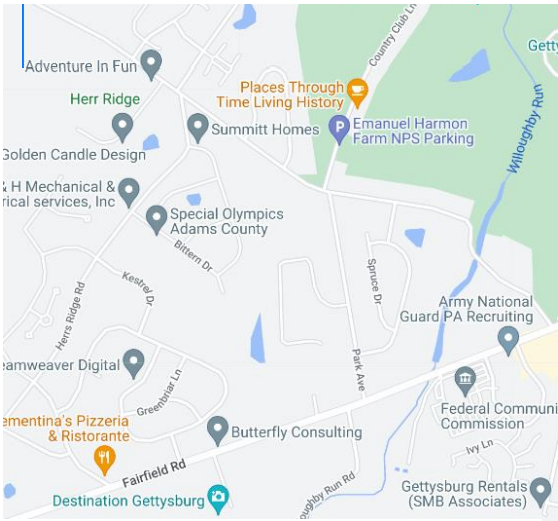 Country Club Ln
Gett
Adventure In Fun
Places Through
Time Living History
Herr Ridge
Summitt Homes
Emanuel Harmon
Farm NPS Parking
P
Willoughby Run
Golden Candle Design
& H Mechanical &
rical services, Inc
Special Olympics
Adams County
Bittern Dr
Kestrel Dr
Spruce Dr
Herrs Ridge Rd
Army National
Guard PA Recruiting
Park Ave
eamweaver Digital
Greenbriar Ln
Federal Communi
Commission
ementina's Pizzeria
& Ristorante
Butterfly Consulting
Ivy Ln
Fairfield Rd
oughby Run Rd
Destination Gettysburg
Gettysburg Rentals
(SMB Associates)